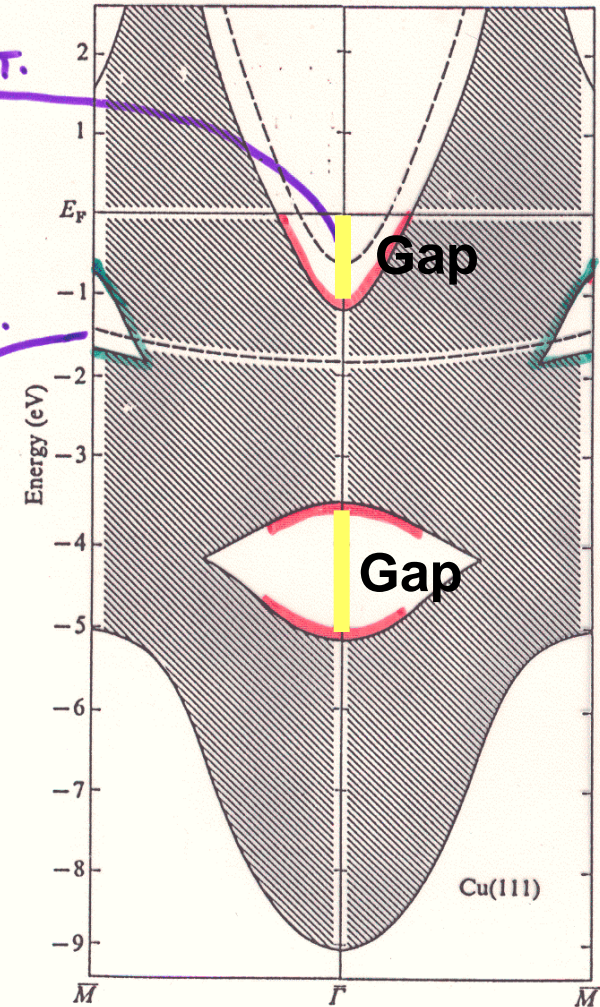 2
T.
1
E_F
Gap
−1
.
−2
Energy (eV)
−3
−4
Gap
−5
−6
−7
−8
Cu(111)
−9
M̄
Γ̄
M̄